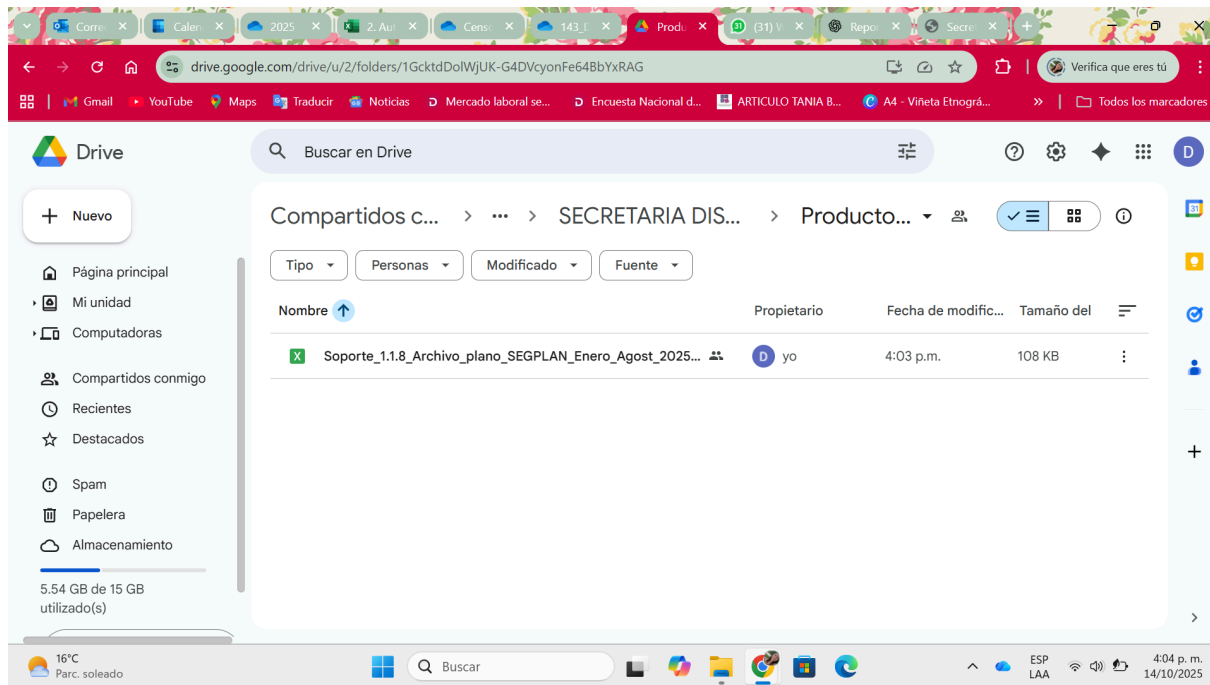 Corre
Calen
2025
2. Au
Censo
143_
Produ
(31) V
Repo
Secre
drive.google.com/drive/u/2/folders/1GcktdDolWjUK-G4DVcyonFe64BbYxRAG
Verifica que eres tú
Gmail
YouTube
Maps
Traducir
Noticias
Mercado laboral se...
Encuesta Nacional d...
ARTICULO TANIA B...
A4 - Viñeta Etnográ...
»
Todos los marcadores
Drive
Buscar en Drive
D
Nuevo
Compartidos c... > ... > SECRETARIA DIS... > Producto...
31
Tipo
Personas
Modificado
Fuente
Página principal
Mi unidad
Computadoras
Compartidos conmigo
Recientes
Destacados
Spam
Papelera
Almacenamiento
5.54 GB de 15 GB
utilizado(s)
Nombre Propietario Fecha de modific... Tamaño del
Soporte_1.1.8_Archivo_plano_SEGPLAN_Enero_Agost_2025... D yo 4:03 p.m. 108 KB
16°C
Parc. soleado
Buscar
ESP
LAA
4:04 p. m.
14/10/2025